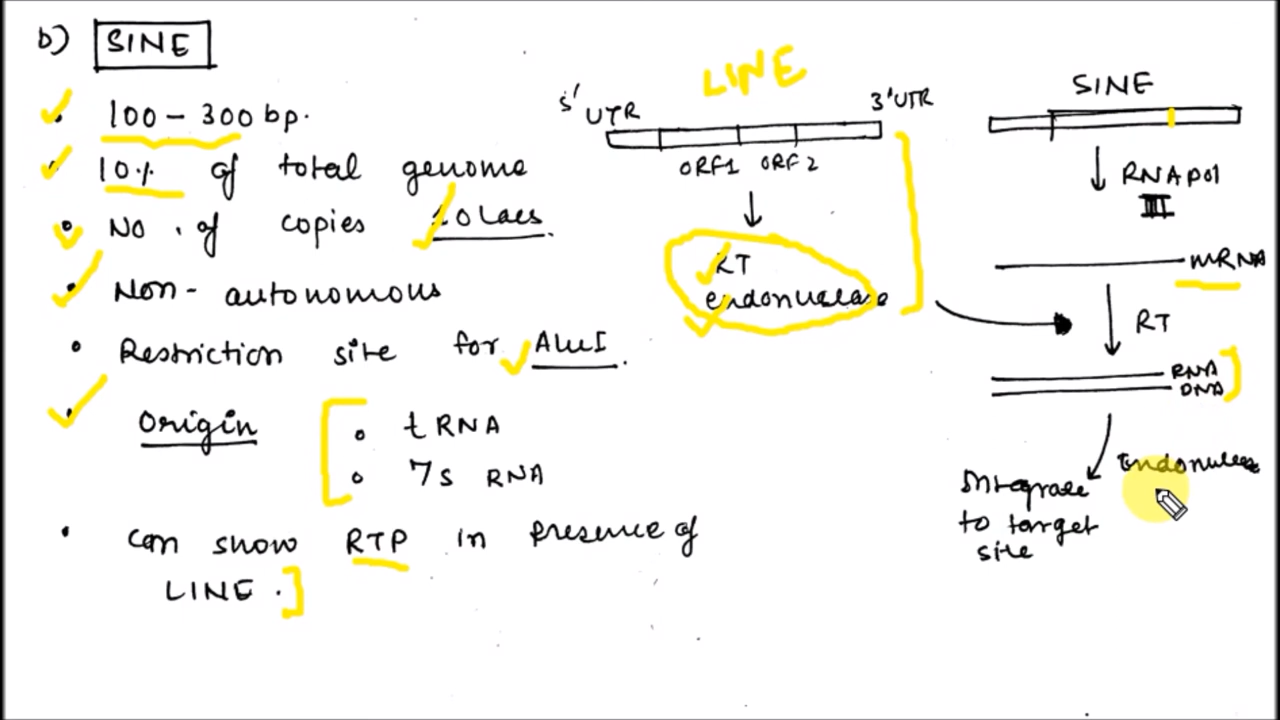 b) SINE
100 - 300 bp.
10% of total genome
No. of copies 10 Lacs.
Non-autonomous
Restriction site for AluI.
Origin
tRNA
7s RNA
can show RTP in presence of
LINE.
LINE
5' UTR
3' UTR
ORF1 ORF2
RT
endonuclease
SINE
RNA pol
III
mRNA
RT
RNA
DNA
Integrate
to target
site